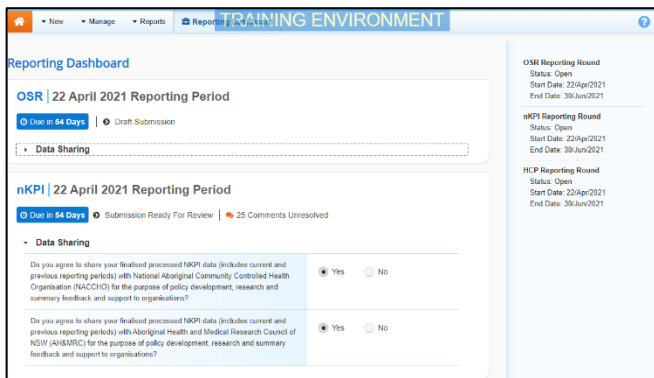 New Manage Reports Reporting Dashboard
TRAINING ENVIRONMENT
Reporting Dashboard
OSR | 22 April 2021 Reporting Period
Due in 54 Days | Draft Submission
Data Sharing
nKPI | 22 April 2021 Reporting Period
Due in 54 Days Submission Ready For Review | 25 Comments Unresolved
Data Sharing
Do you agree to share your finalised processed NKPI data (includes current and
previous reporting periods) with National Aboriginal Community Controlled Health
Organisation (NACCHO) for the purpose of policy development, research and
summary feedback and support to organisations?
Yes No
Do you agree to share your finalised processed NKPI data (includes current and
previous reporting periods) with Aboriginal Health and Medical Research Council of
NSW (AH&MRC) for the purpose of policy development, research and summary
feedback and support to organisations?
Yes No
OSR Reporting Round
Status: Open
Start Date: 22/Apr/2021
End Date: 30/Jun/2021
nKPI Reporting Round
Status: Open
Start Date: 22/Apr/2021
End Date: 30/Jun/2021
HCP Reporting Round
Status: Open
Start Date: 22/Apr/2021
End Date: 30/Jun/2021